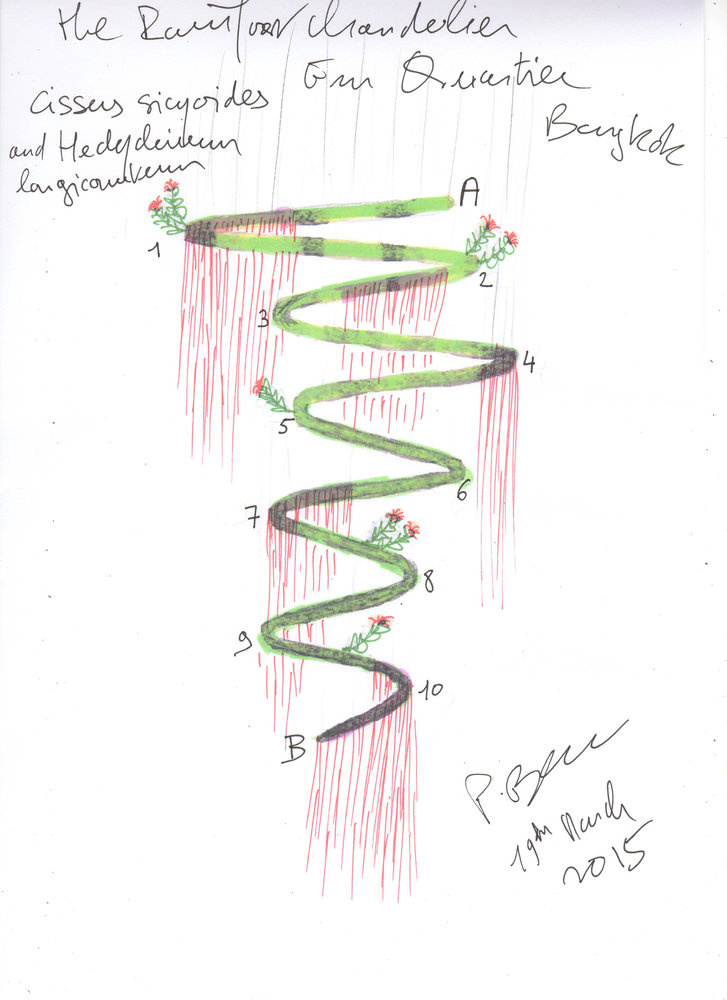 the Rainforest Chandelier
Em Quartier
Bangkok
Cissus sicyoides
and Hedychium
longicornutum
A
1
2
3
4
5
6
7
8
9
10
B
P. Blanc
19th March
2015